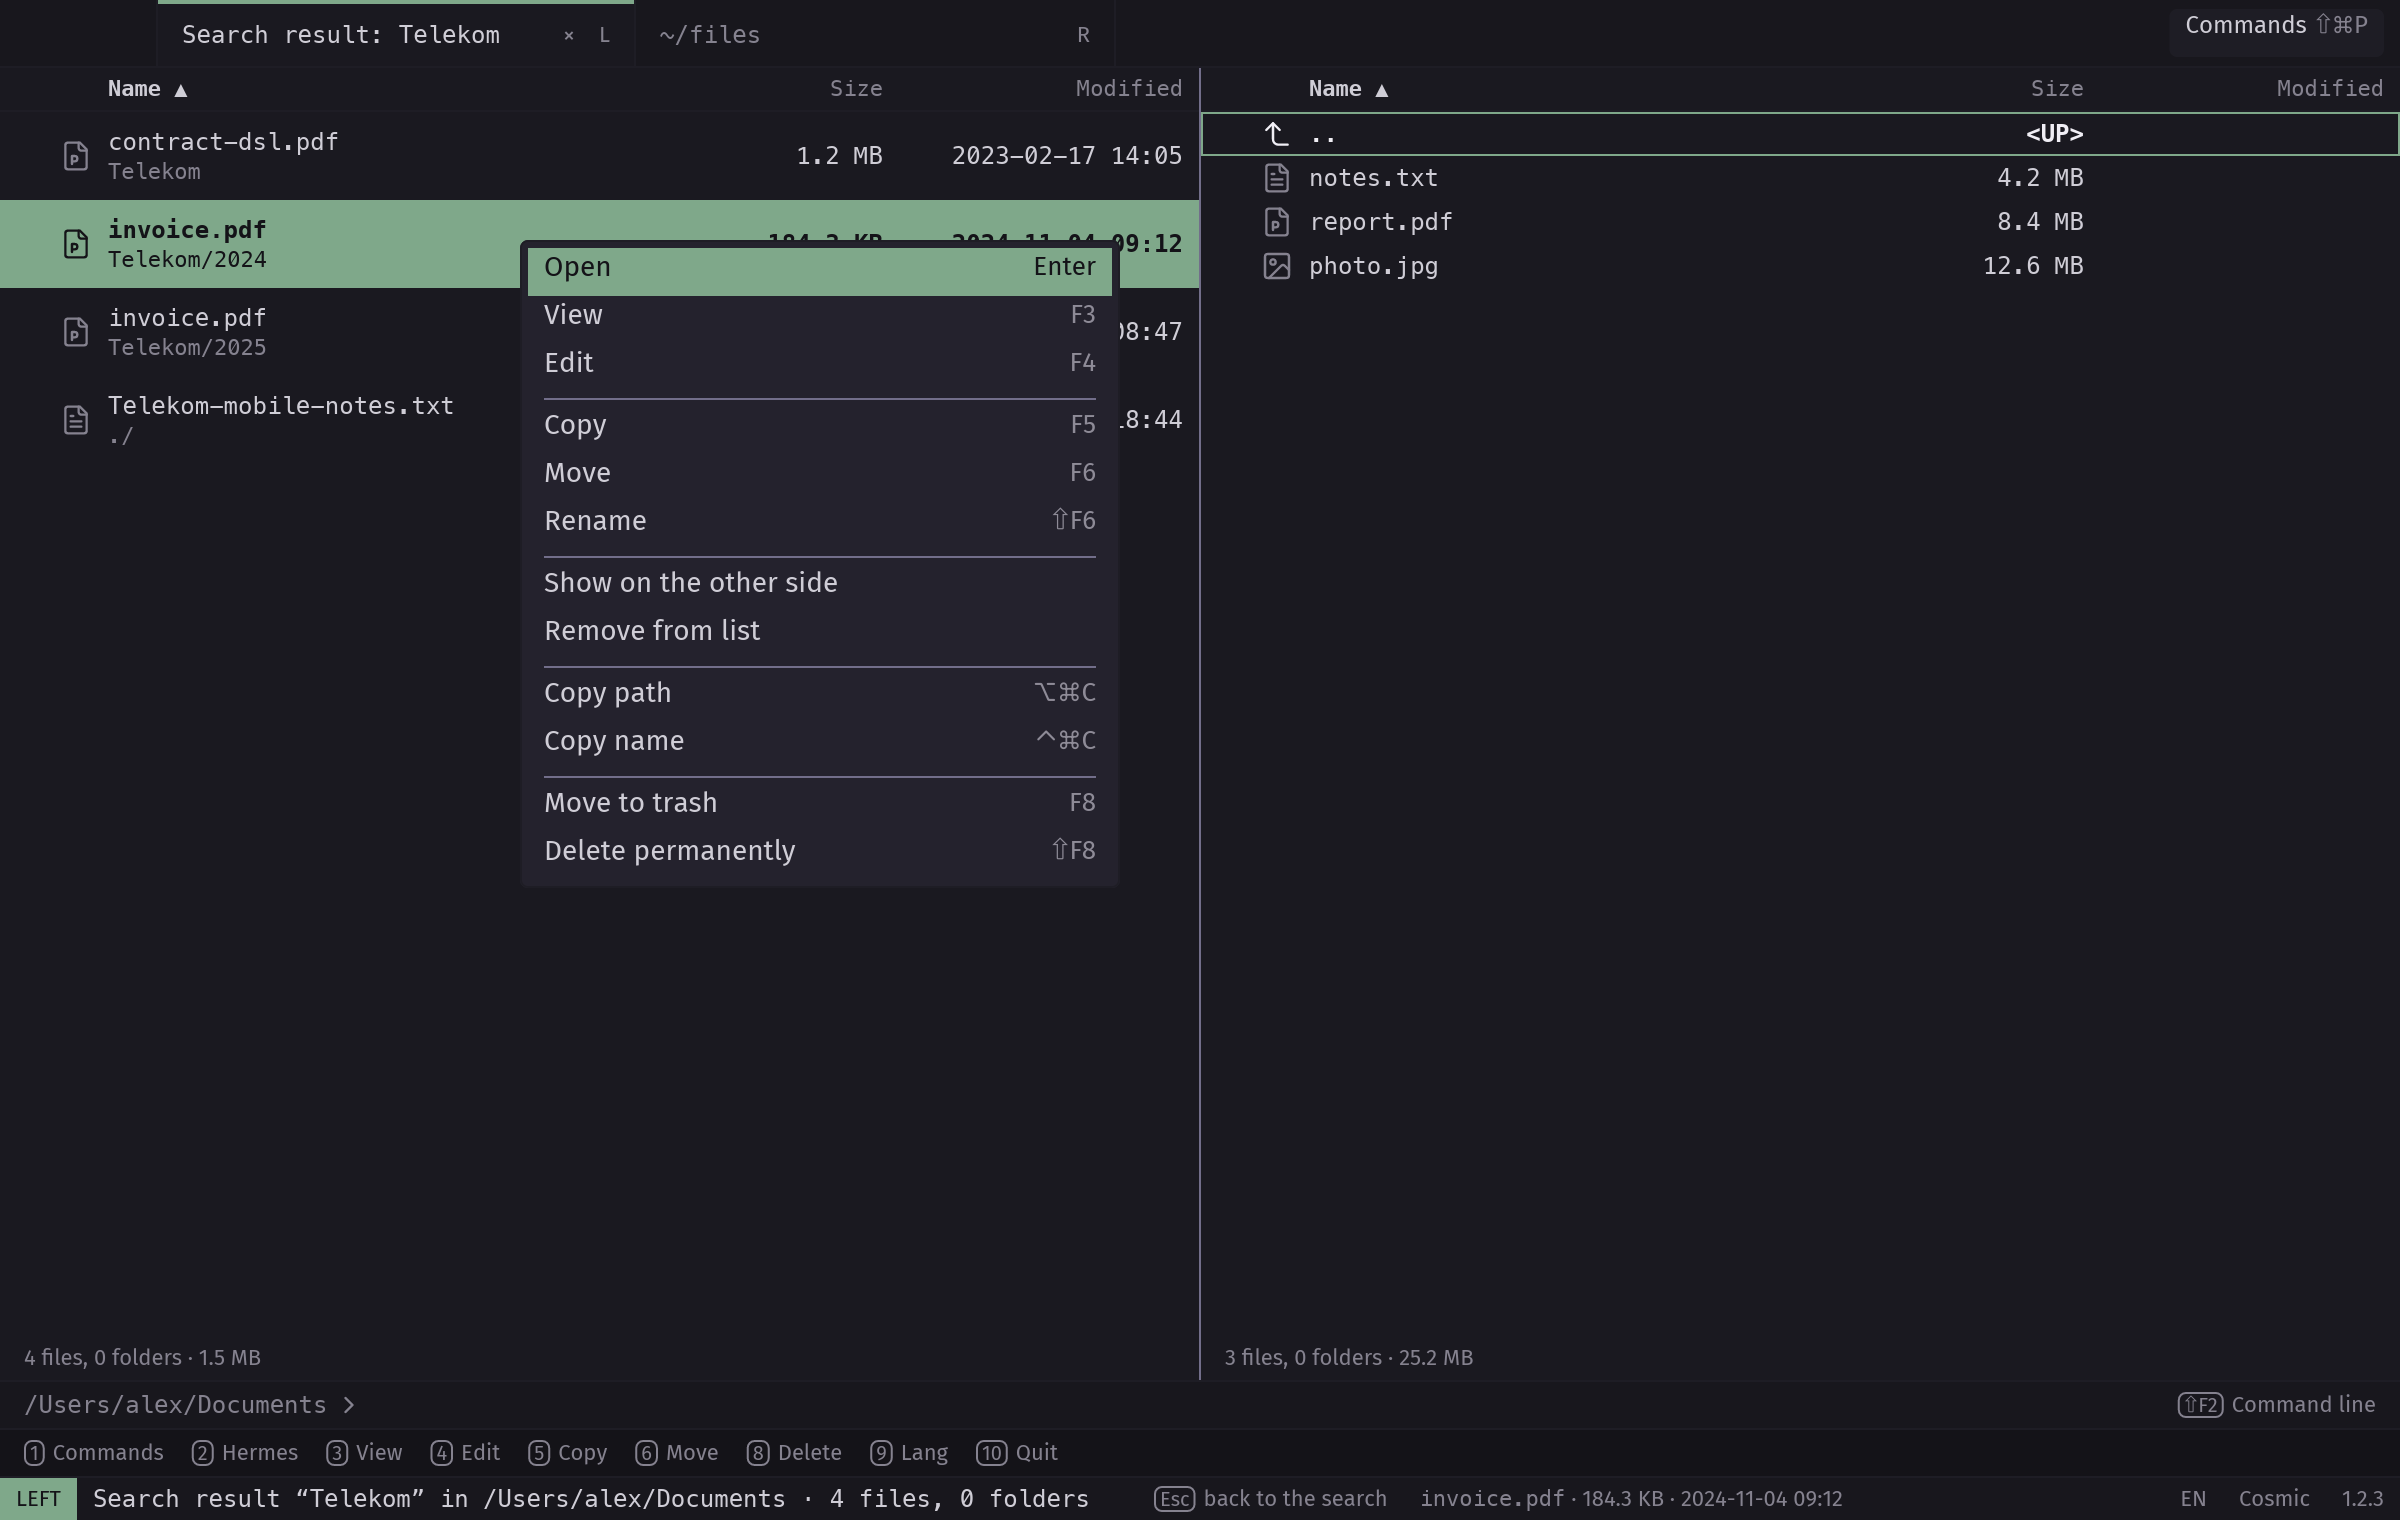 Search result: Telekom × L ~/files R Commands ⇧⌘P
Name ▲ Size Modified
contract-dsl.pdf 1.2 MB 2023-02-17 14:05
Telekom
invoice.pdf
Telekom/2024
09:12
invoice.pdf
Telekom/2025
08:47
Telekom-mobile-notes.txt
./
18:44
Open Enter
View F3
Edit F4
Copy F5
Move F6
Rename ⇧F6
Show on the other side
Remove from list
Copy path ⌥⌘C
Copy name ^⌘C
Move to trash F8
Delete permanently ⇧F8
4 files, 0 folders · 1.5 MB
Name ▲ Size Modified
.. <UP>
notes.txt 4.2 MB
report.pdf 8.4 MB
photo.jpg 12.6 MB
3 files, 0 folders · 25.2 MB
/Users/alex/Documents > ⇧F2 Command line
1 Commands 2 Hermes 3 View 4 Edit 5 Copy 6 Move 8 Delete 9 Lang 10 Quit
LEFT Search result “Telekom” in /Users/alex/Documents · 4 files, 0 folders Esc back to the search invoice.pdf · 184.3 KB · 2024-11-04 09:12 EN Cosmic 1.2.3